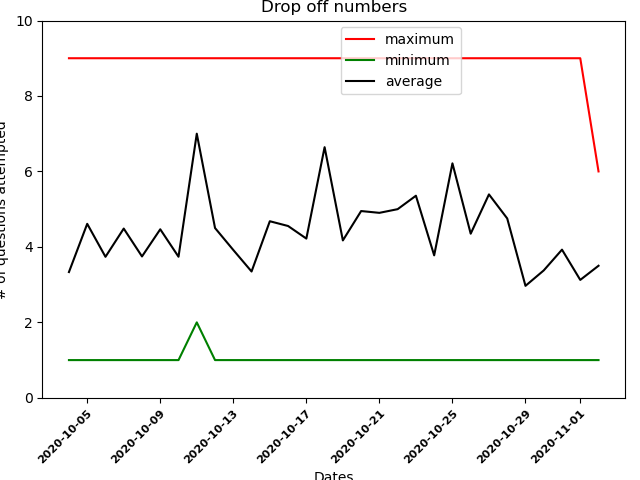 Drop off numbers
maximum
minimum
average
# of questions attempted
10
8
6
4
2
0
2020-10-05
2020-10-09
2020-10-13
2020-10-17
2020-10-21
2020-10-25
2020-10-29
2020-11-01
Dates